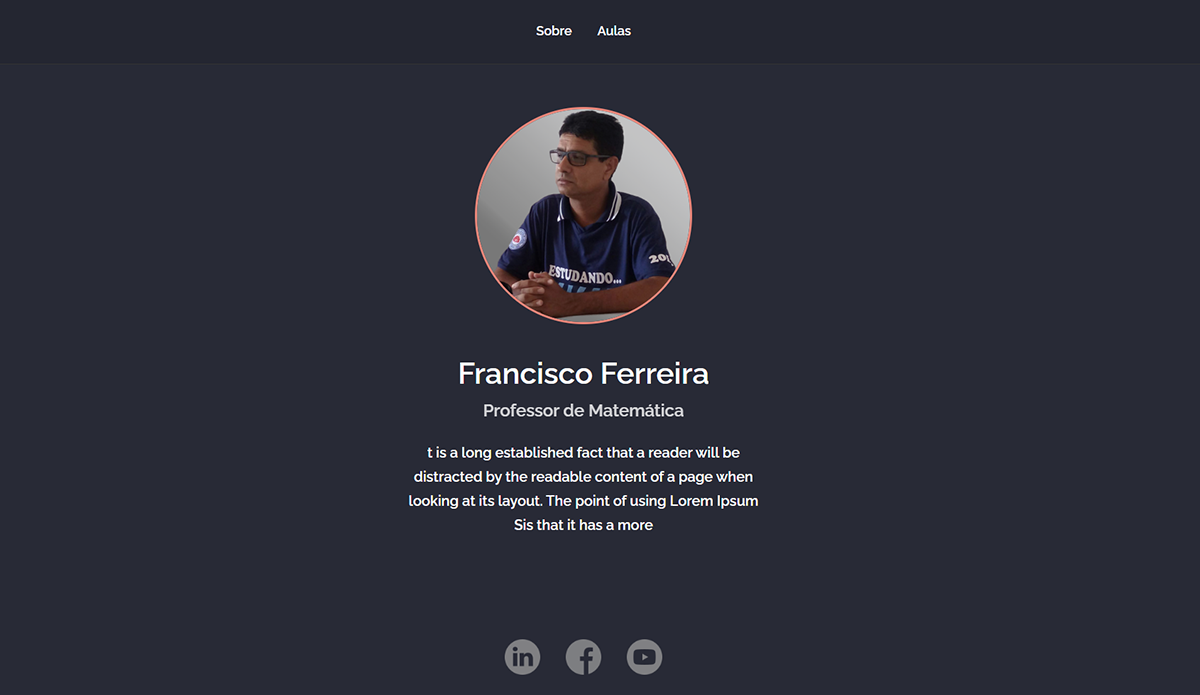 Sobre Aulas
ESTUDANDO...
Francisco Ferreira
Professor de Matemática
t is a long established fact that a reader will be
distracted by the readable content of a page when
looking at its layout. The point of using Lorem Ipsum
Sis that it has a more
in f